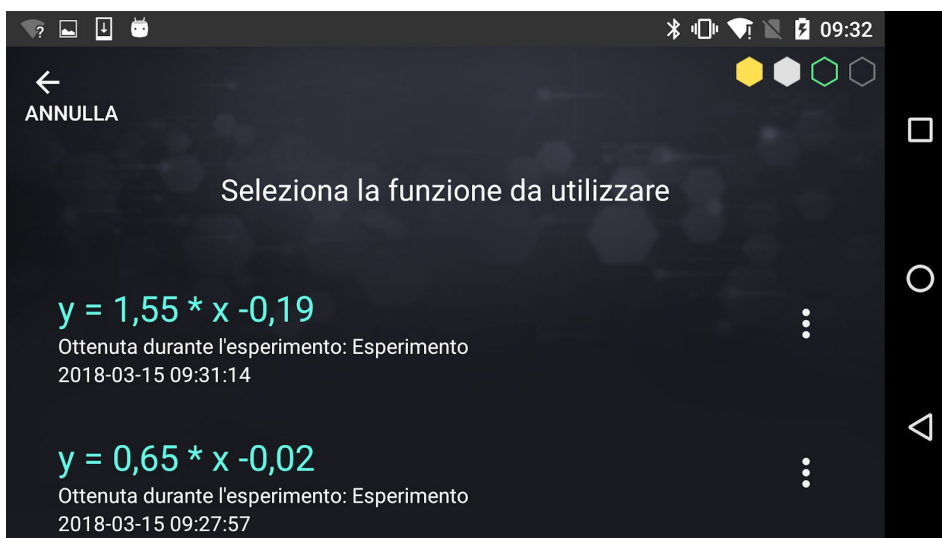 09:32
ANNULLA
Seleziona la funzione da utilizzare
y = 1,55 * x -0,19
Ottenuta durante l'esperimento: Esperimento
2018-03-15 09:31:14
y = 0,65 * x -0,02
Ottenuta durante l'esperimento: Esperimento
2018-03-15 09:27:57